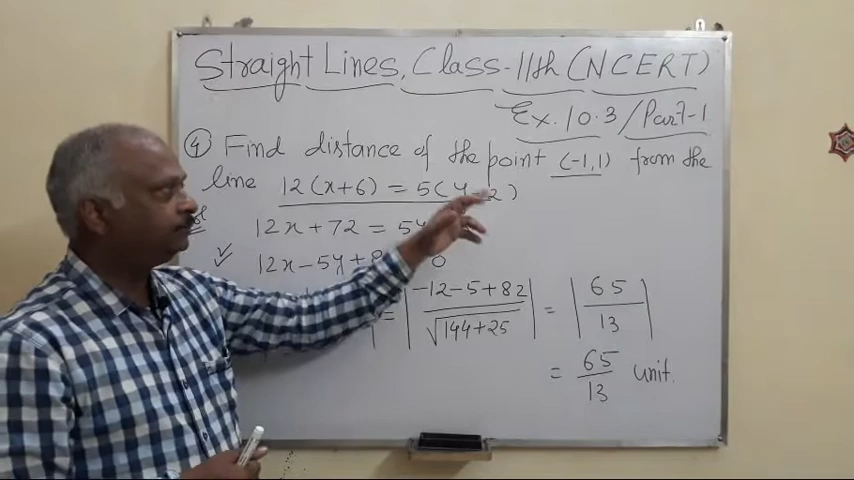 Straight Lines, Class-11th (NCERT)
Ex. 10.3/Part-1
④ Find distance of the point (-1,1) from the
line 12(x+6) = 5(y-2)
12x + 72 = 5y
12x - 5y + 8 0
= |-12-5+82 / √144+25| = |65/13|
= 65/13 unit.